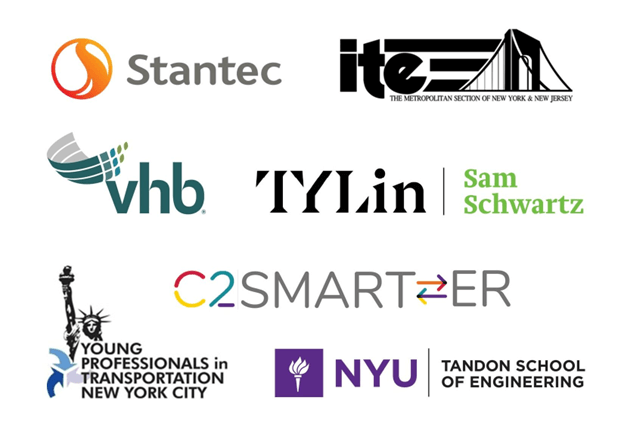 Stantec
ite
THE METROPOLITAN SECTION OF NEW YORK & NEW JERSEY
vhb®
TYLin
Sam
Schwartz
C2SMARTER
YOUNG
PROFESSIONALS in
TRANSPORTATION
NEW YORK CITY
NYU
TANDON SCHOOL
OF ENGINEERING